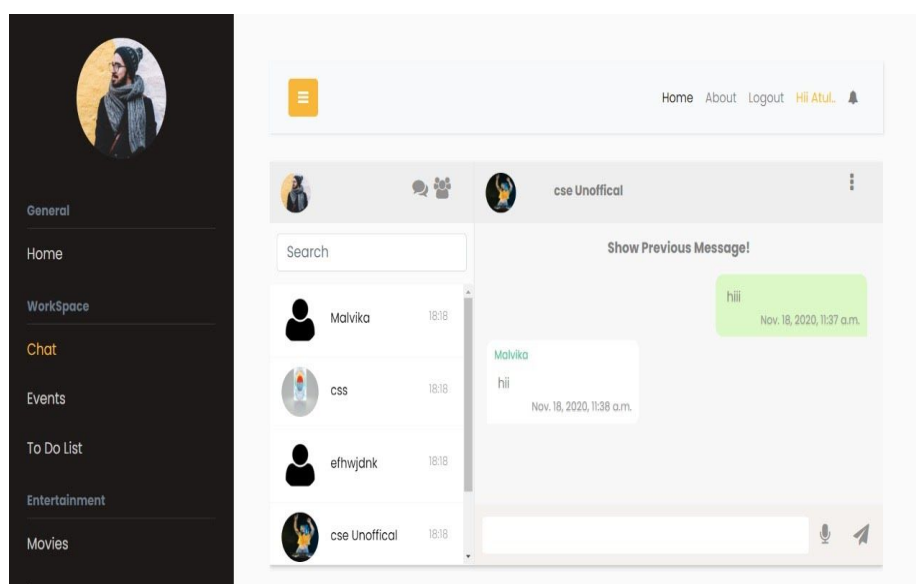 General
Home
WorkSpace
Chat
Events
To Do List
Entertainment
Movies
Home About Logout Hii Atul..
Search
Malvika 18:18
css 18:18
efhwjdnk 18:18
cse Unoffical 18:18
cse Unoffical
Show Previous Message!
hiii
Nov. 18, 2020, 11:37 a.m.
Malvika
hii
Nov. 18, 2020, 11:38 a.m.